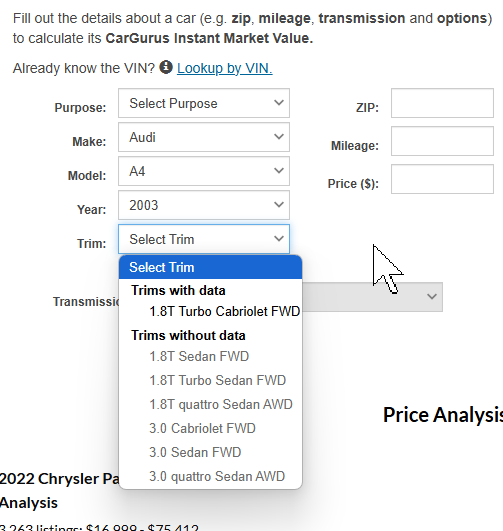 Fill out the details about a car (e.g. zip, mileage, transmission and options)
to calculate its CarGurus Instant Market Value.
Already know the VIN? Lookup by VIN.
Purpose: Select Purpose ZIP:
Make: Audi Mileage:
Model: A4 Price ($):
Year: 2003
Trim: Select Trim
Select Trim
Trims with data
Transmissio 1.8T Turbo Cabriolet FWD
Trims without data
1.8T Sedan FWD
1.8T Turbo Sedan FWD
1.8T quattro Sedan AWD
3.0 Cabriolet FWD Price Analysis
3.0 Sedan FWD
2022 Chrysler Pa 3.0 quattro Sedan AWD
Analysis
3,263 listings: $16,999 - $75,412